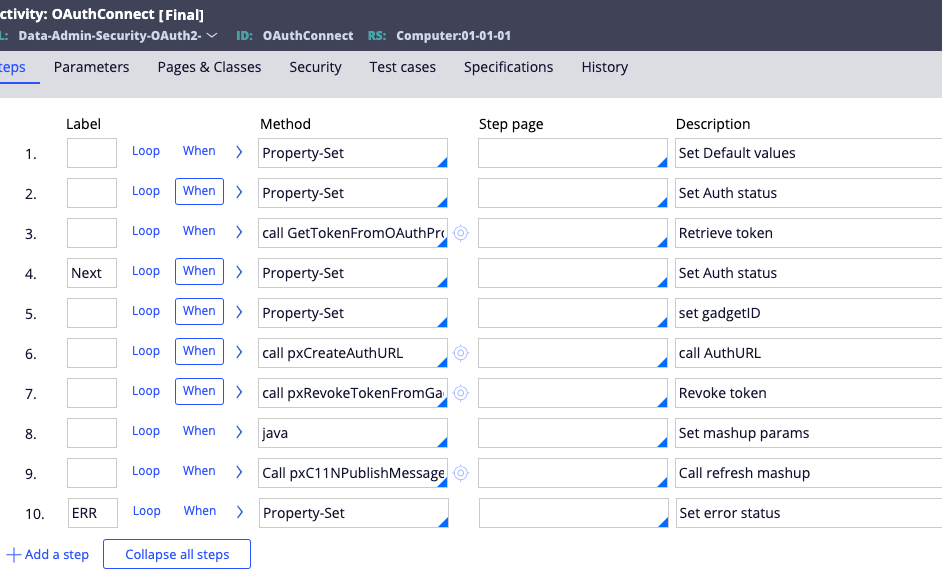 ctivity: OAuthConnect [Final]
L: Data-Admin-Security-OAuth2- ID: OAuthConnect RS: Computer:01-01-01
teps Parameters Pages & Classes Security Test cases Specifications History
Label Method Step page Description
1. Loop When Property-Set Set Default values
2. Loop When Property-Set Set Auth status
3. Loop When call GetTokenFromOAuthPro Retrieve token
4. Next Loop When Property-Set Set Auth status
5. Loop When Property-Set set gadgetID
6. Loop When call pxCreateAuthURL call AuthURL
7. Loop When call pxRevokeTokenFromGa Revoke token
8. Loop When java Set mashup params
9. Loop When Call pxC11NPublishMessage Call refresh mashup
10. ERR Loop When Property-Set Set error status
Add a step Collapse all steps